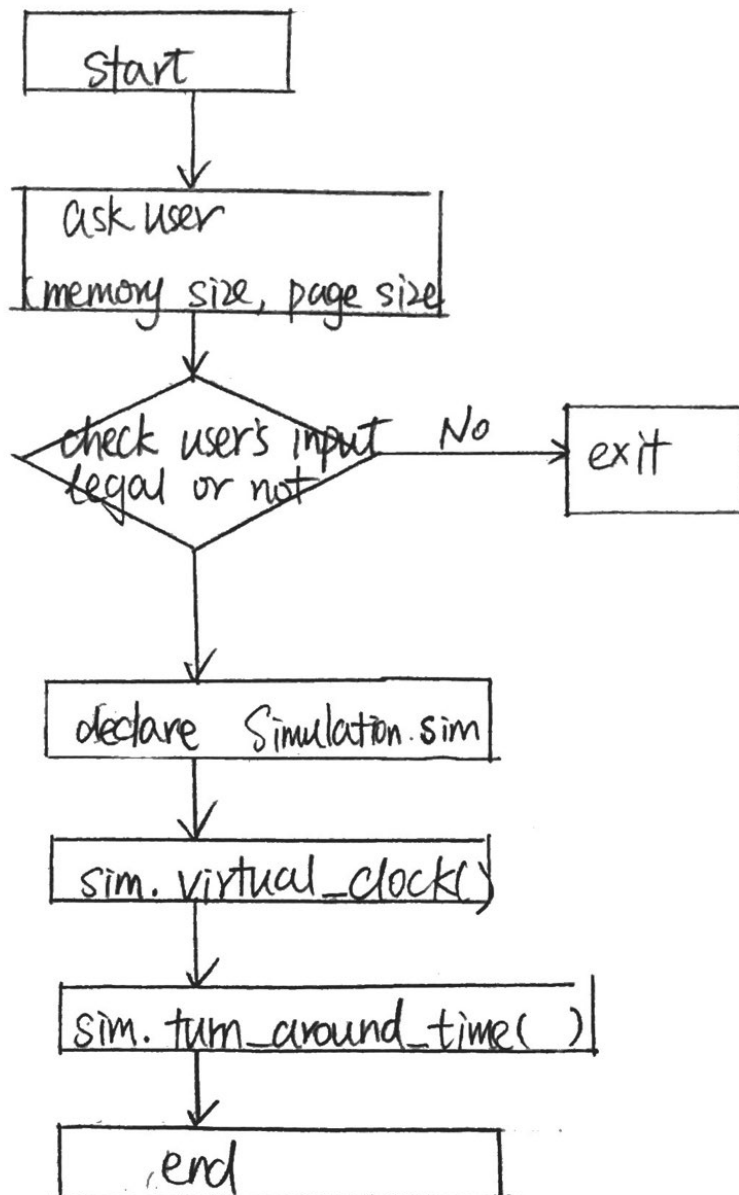 start
ask user
(memory size, page size
check user's input
legal or not
No
exit
declare Simulation.sim
sim.virtual_clock()
sim.turn_around_time( )
end